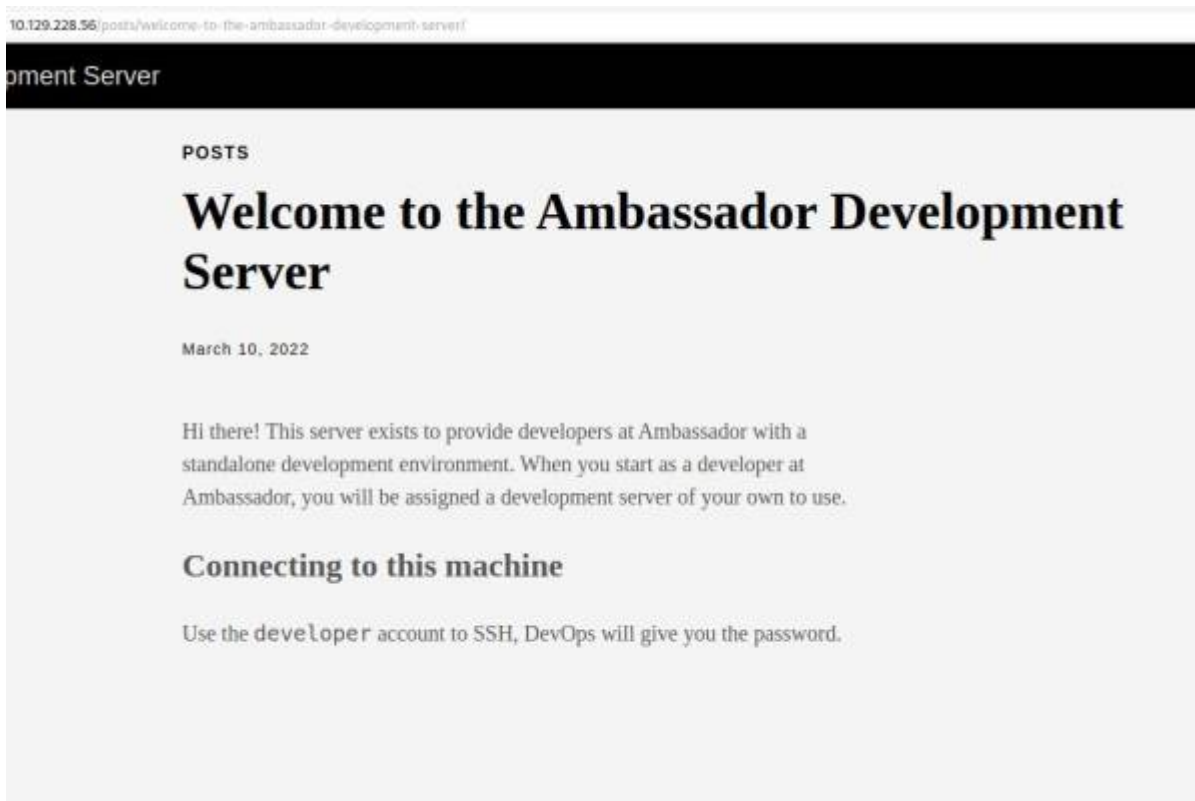 10.129.228.56/posts/welcome-to-the-ambassador-development-server/
pment Server
POSTS
Welcome to the Ambassador Development
Server
March 10, 2022
Hi there! This server exists to provide developers at Ambassador with a
standalone development environment. When you start as a developer at
Ambassador, you will be assigned a development server of your own to use.
Connecting to this machine
Use the developer account to SSH, DevOps will give you the password.